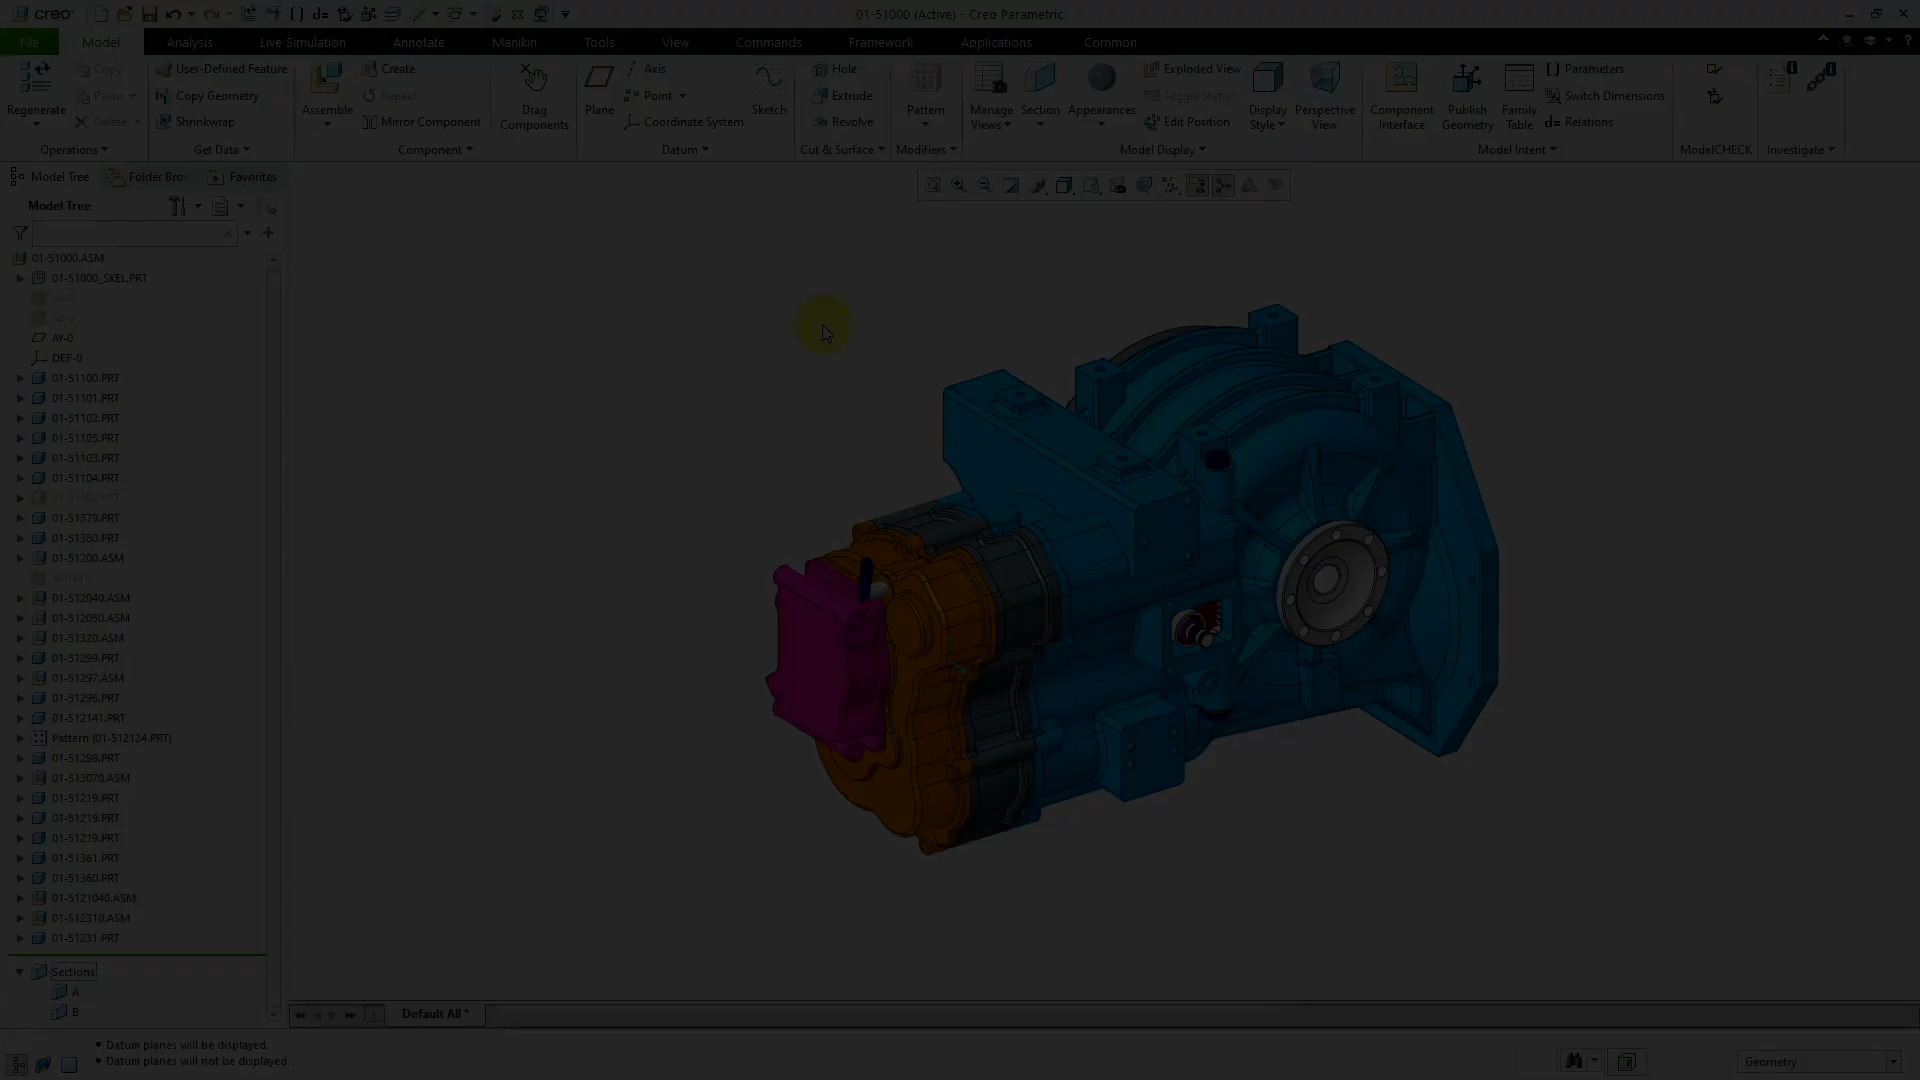 creo
01-51000 (Active) - Creo Parametric
File
Model
Analysis
Live Simulation
Annotate
Manikin
Tools
View
Commands
Framework
Applications
Common
Regenerate
Copy
Paste
Delete
Operations
User-Defined Feature
Copy Geometry
Shrinkwrap
Get Data
Assemble
Create
Repeat
Mirror Component
Component
Drag
Components
Plane
Axis
Point
Coordinate System
Sketch
Datum
Hole
Extrude
Revolve
Cut & Surface
Pattern
Modifiers
Manage
Views
Section
Appearances
Exploded View
Toggle Status
Edit Position
Display
Style
Perspective
View
Model Display
Component
Interface
Publish
Geometry
Family
Table
Parameters
Switch Dimensions
Relations
Model Intent
ModelCHECK
Investigate
Model Tree
Folder Bro
Favorites
Model Tree
01-51000.ASM
01-51000_SKEL.PRT
AY-0
DEF-0
01-51100.PRT
01-51101.PRT
01-51102.PRT
01-51105.PRT
01-51103.PRT
01-51104.PRT
01-51379.PRT
01-51380.PRT
01-51200.ASM
01-512040.ASM
01-512050.ASM
01-51320.ASM
01-51299.PRT
01-51297.ASM
01-51296.PRT
01-512141.PRT
Pattern (01-512124.PRT)
01-51298.PRT
01-513070.ASM
01-51219.PRT
01-51219.PRT
01-51219.PRT
01-51361.PRT
01-51360.PRT
01-5121040.ASM
01-512310.ASM
01-51231.PRT
Sections
A
B
Default All *
• Datum planes will be displayed.
• Datum planes will not be displayed.
Geometry